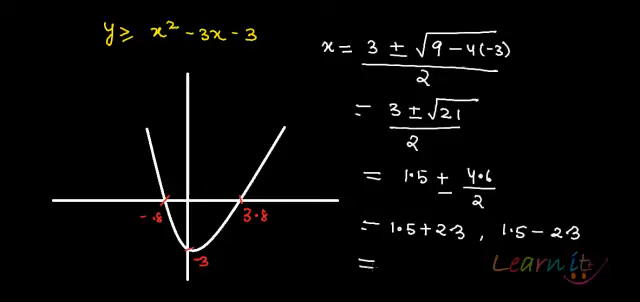 y ≥ x² - 3x - 3
x = 3 ± √9 - 4(-3) / 2
= 3 ± √21 / 2
= 1.5 ± 4.6 / 2
= 1.5 + 2.3 , 1.5 - 2.3
=
-.8
3.8
-3
Learnit